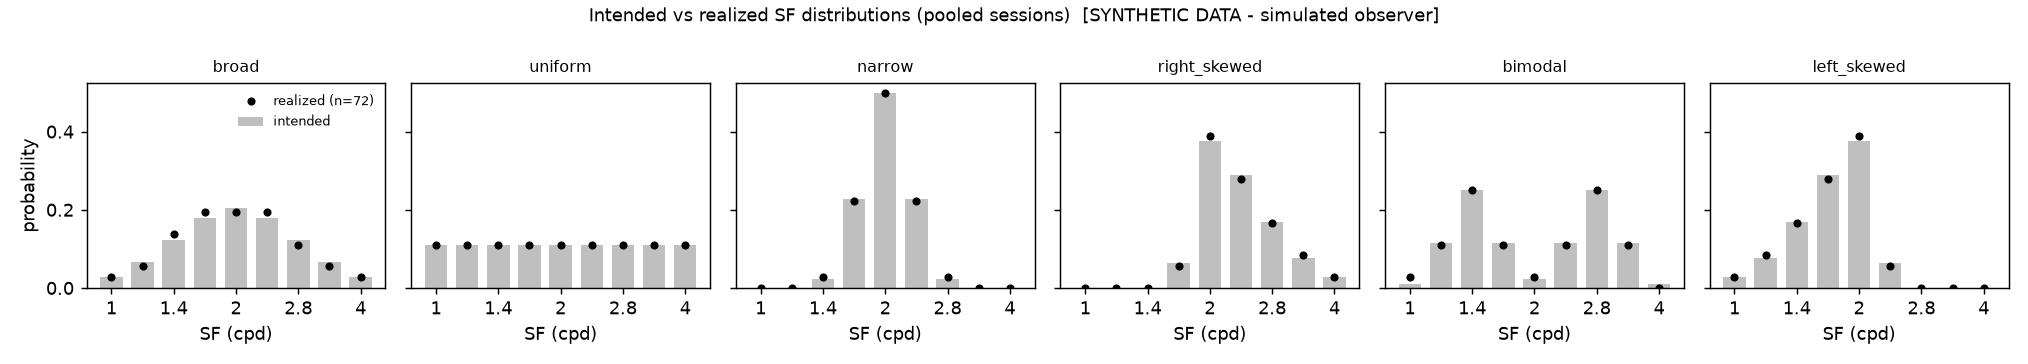 Intended vs realized SF distributions (pooled sessions)  [SYNTHETIC DATA - simulated observer]
broad
uniform
narrow
right_skewed
bimodal
left_skewed
realized (n=72)
intended
probability
0.4
0.2
0.0
1 1.4 2 2.8 4
1 1.4 2 2.8 4
1 1.4 2 2.8 4
1 1.4 2 2.8 4
1 1.4 2 2.8 4
1 1.4 2 2.8 4
SF (cpd)
SF (cpd)
SF (cpd)
SF (cpd)
SF (cpd)
SF (cpd)